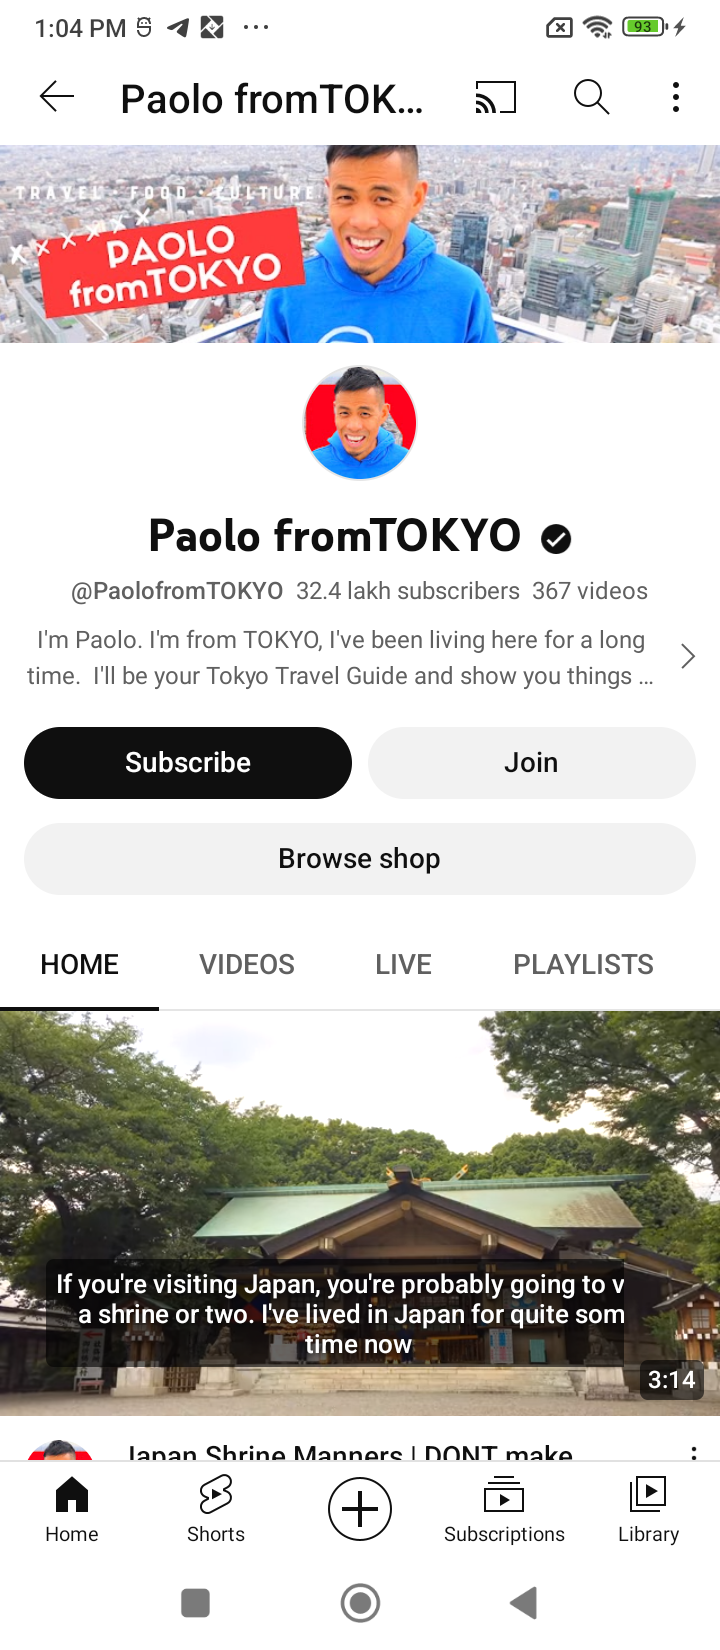 1:04 PM
93
Paolo fromTOK...
TRAVEL · FOOD · CULTURE
PAOLO
fromTOKYO
Paolo fromTOKYO
@PaolofromTOKYO 32.4 lakh subscribers 367 videos
I'm Paolo. I'm from TOKYO, I've been living here for a long
time. I'll be your Tokyo Travel Guide and show you things ...
Subscribe
Join
Browse shop
HOME
VIDEOS
LIVE
PLAYLISTS
If you're visiting Japan, you're probably going to v
a shrine or two. I've lived in Japan for quite som
time now
3:14
Japan Shrine Manners | DONT make
Home
Shorts
Subscriptions
Library